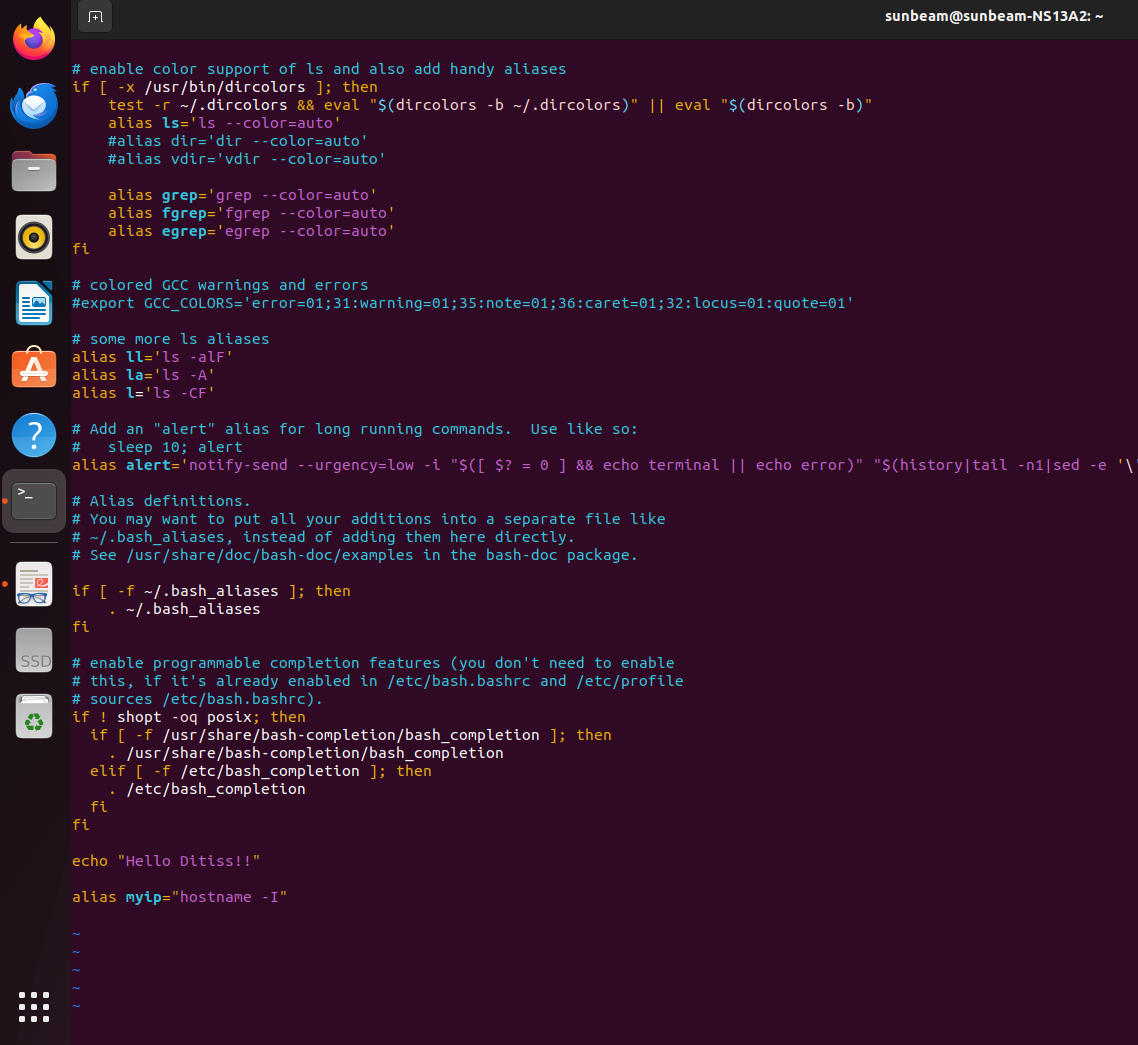 sunbeam@sunbeam-NS13A2: ~
# enable color support of ls and also add handy aliases
if [ -x /usr/bin/dircolors ]; then
    test -r ~/.dircolors && eval "$(dircolors -b ~/.dircolors)" || eval "$(dircolors -b)"
    alias ls='ls --color=auto'
    #alias dir='dir --color=auto'
    #alias vdir='vdir --color=auto'
    alias grep='grep --color=auto'
    alias fgrep='fgrep --color=auto'
    alias egrep='egrep --color=auto'
fi
# colored GCC warnings and errors
#export GCC_COLORS='error=01;31:warning=01;35:note=01;36:caret=01;32:locus=01:quote=01'
# some more ls aliases
alias ll='ls -alF'
alias la='ls -A'
alias l='ls -CF'
# Add an "alert" alias for long running commands.  Use like so:
#   sleep 10; alert
alias alert='notify-send --urgency=low -i "$([ $? = 0 ] && echo terminal || echo error)" "$(history|tail -n1|sed -e '\'
# Alias definitions.
# You may want to put all your additions into a separate file like
# ~/.bash_aliases, instead of adding them here directly.
# See /usr/share/doc/bash-doc/examples in the bash-doc package.
if [ -f ~/.bash_aliases ]; then
    . ~/.bash_aliases
fi
# enable programmable completion features (you don't need to enable
# this, if it's already enabled in /etc/bash.bashrc and /etc/profile
# sources /etc/bash.bashrc).
if ! shopt -oq posix; then
  if [ -f /usr/share/bash-completion/bash_completion ]; then
    . /usr/share/bash-completion/bash_completion
  elif [ -f /etc/bash_completion ]; then
    . /etc/bash_completion
  fi
fi
echo "Hello Ditiss!!"
alias myip="hostname -I"
~
~
~
~
~
?
>_
SSD